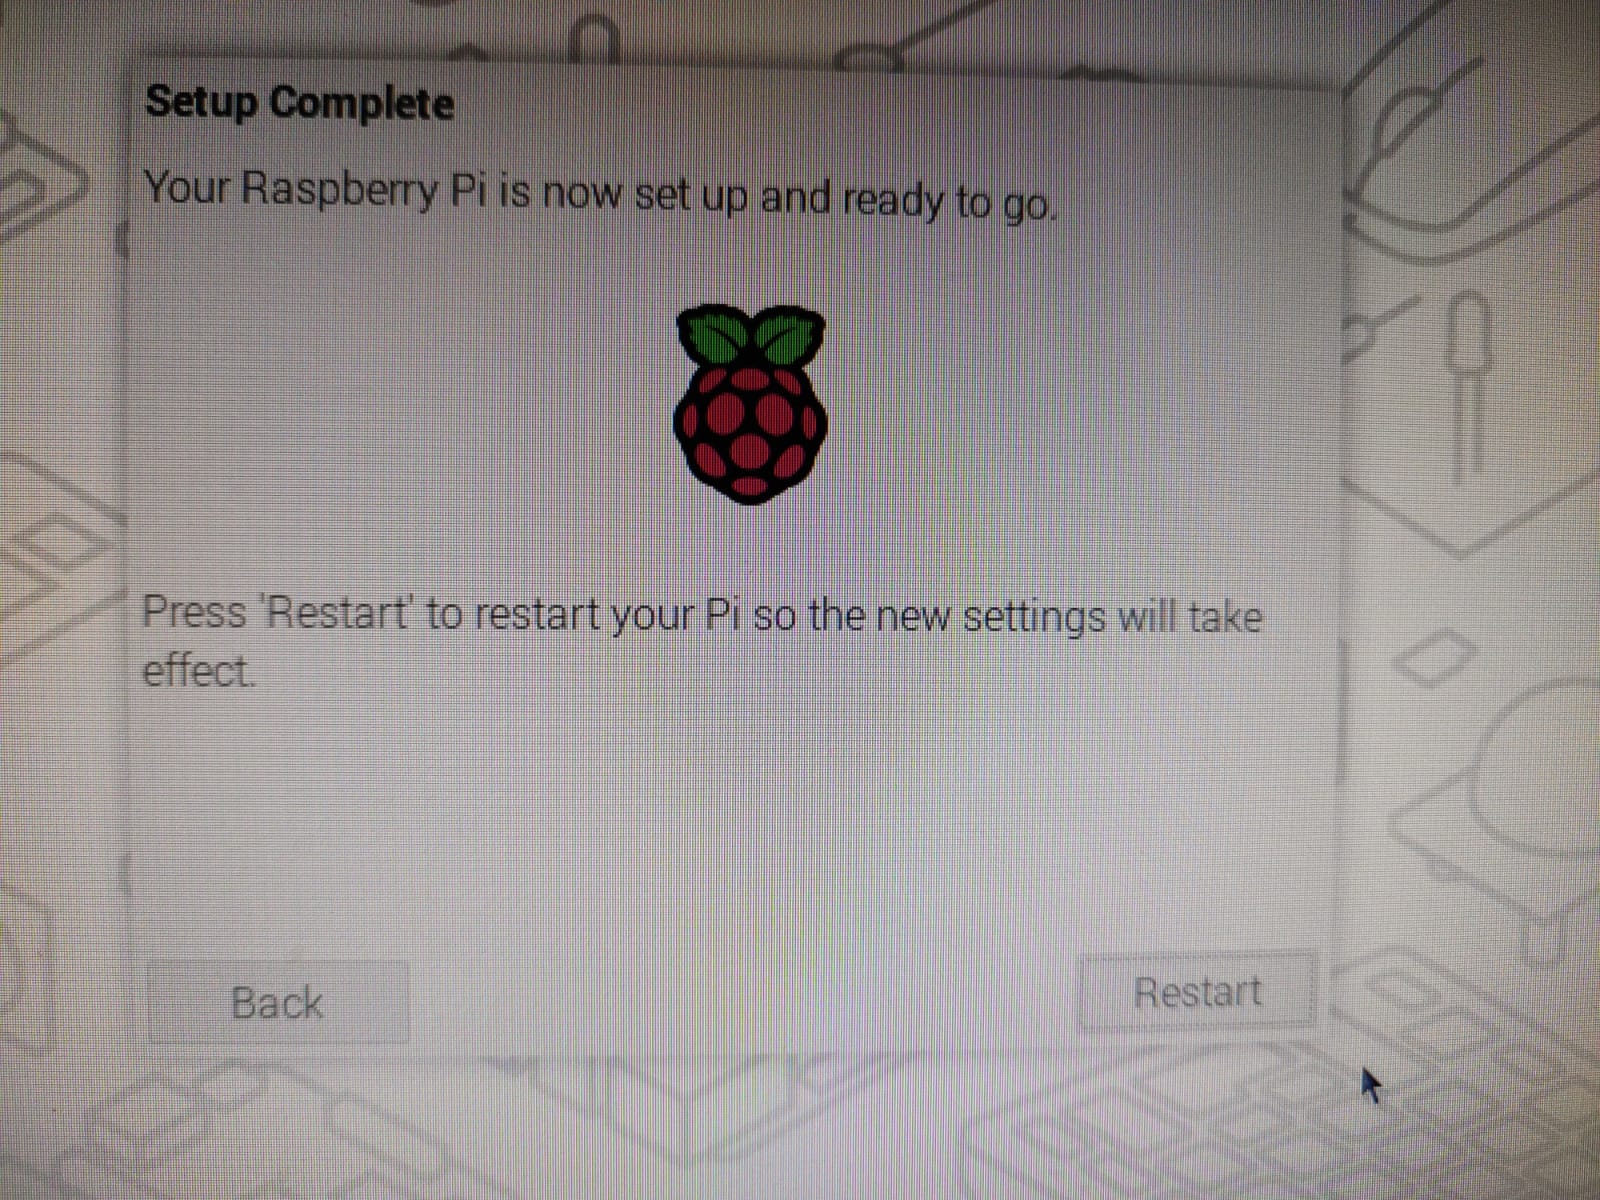 Setup Complete
Your Raspberry Pi is now set up and ready to go.
Press 'Restart' to restart your Pi so the new settings will take
effect.
Back
Restart